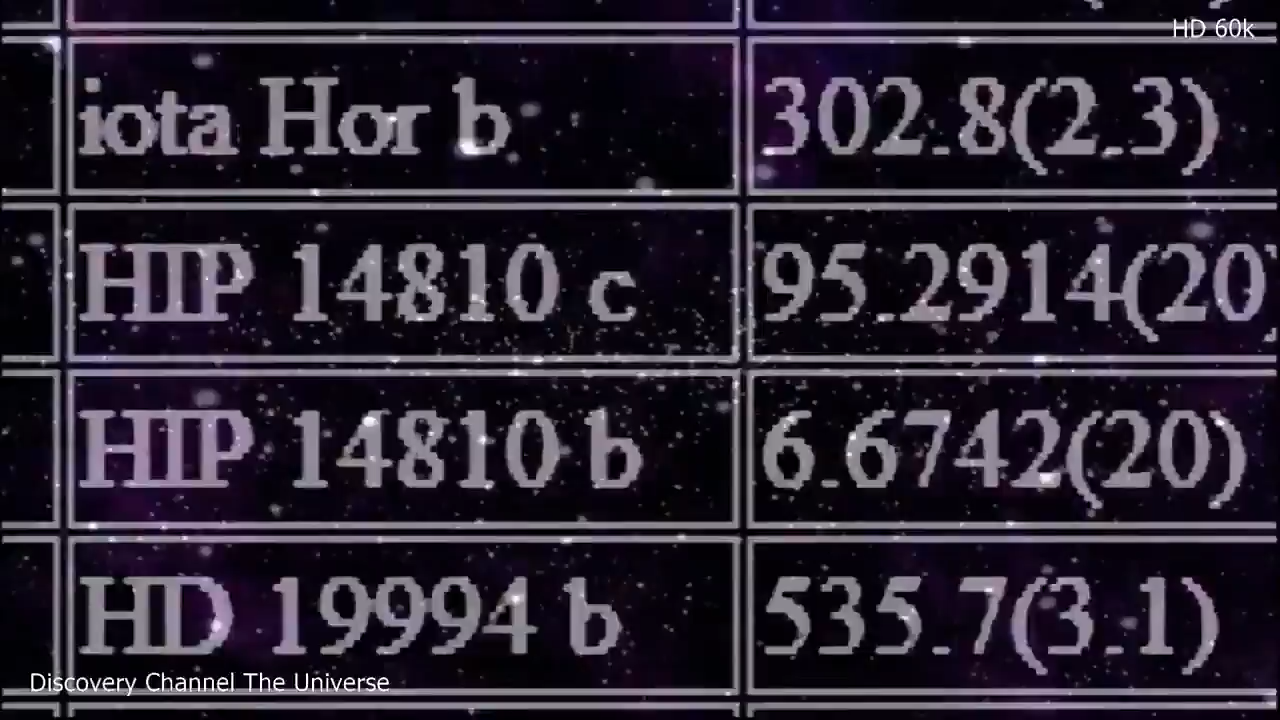 HD 60k
iota Hor b 302.8(2.3)
HIP 14810 c 95.2914(20)
HIP 14810 b 6.6742(20)
HD 19994 b 535.7(3.1)
Discovery Channel The Universe